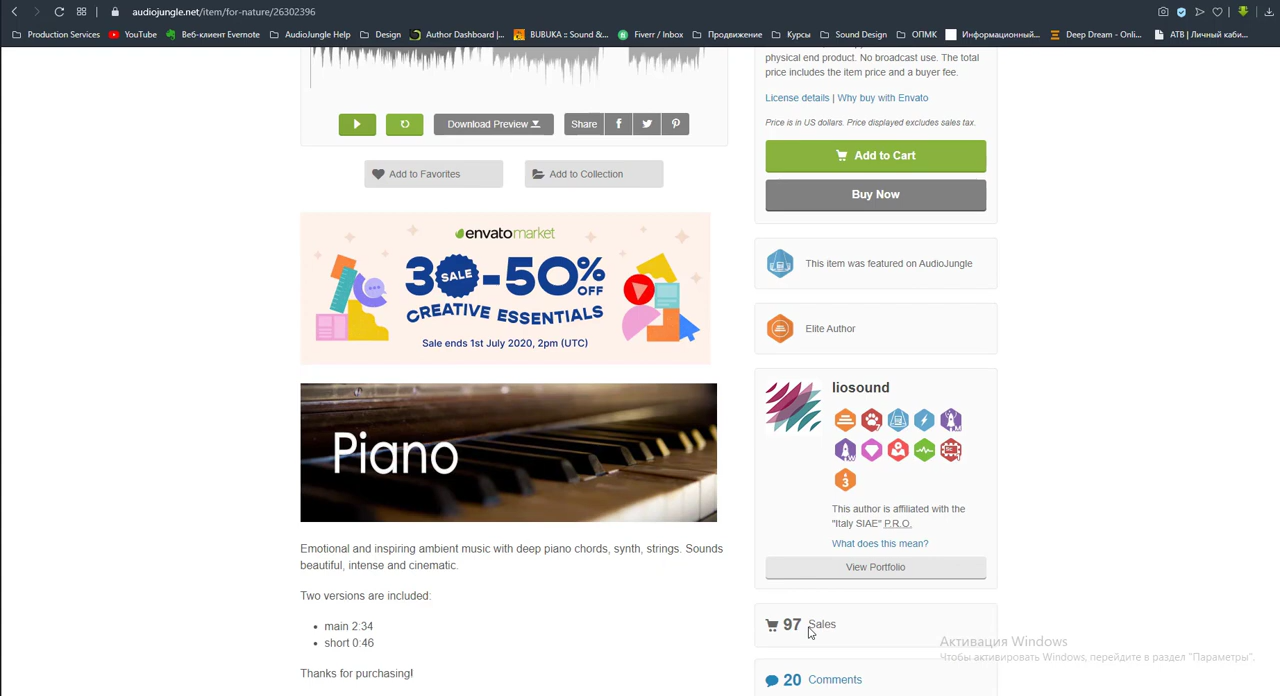 audiojungle.net/item/for-nature/26302396
Production Services
YouTube
Веб-клиент Evernote
AudioJungle Help
Design
Author Dashboard |...
BUBUKA :: Sound &...
Fiverr / Inbox
Продвижение
Курсы
Sound Design
ОПМК
Информационный...
Deep Dream - Onli...
АТВ | Личный каби...
physical end product. No broadcast use. The total
price includes the item price and a buyer fee.
License details | Why buy with Envato
Price is in US dollars. Price displayed excludes sales tax.
Download Preview
Share
Add to Cart
Add to Favorites
Add to Collection
Buy Now
envatomarket
30-50%
SALE
OFF
CREATIVE ESSENTIALS
Sale ends 1st July 2020, 2pm (UTC)
This item was featured on AudioJungle
Elite Author
liosound
3
Piano
This author is affiliated with the
"Italy SIAE" P.R.O.
What does this mean?
View Portfolio
Emotional and inspiring ambient music with deep piano chords, synth, strings. Sounds
beautiful, intense and cinematic.
Two versions are included:
main 2:34
short 0:46
Thanks for purchasing!
97 Sales
20 Comments
Активация Windows
Чтобы активировать Windows, перейдите в раздел "Параметры".